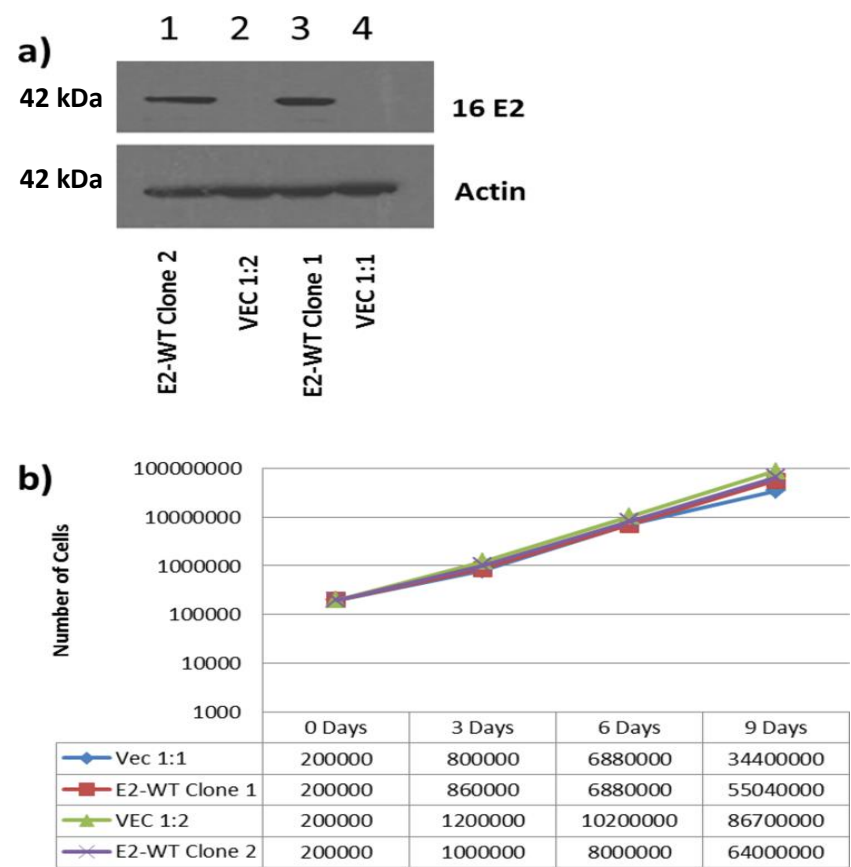 a)
1 2 3 4
42 kDa 16 E2
42 kDa Actin
E2-WT Clone 2
VEC 1:2
E2-WT Clone 1
VEC 1:1
b)
Number of Cells
100000000
10000000
1000000
100000
10000
1000
0 Days 3 Days 6 Days 9 Days
Vec 1:1 200000 800000 6880000 34400000
E2-WT Clone 1 200000 860000 6880000 55040000
VEC 1:2 200000 1200000 10200000 86700000
E2-WT Clone 2 200000 1000000 8000000 64000000